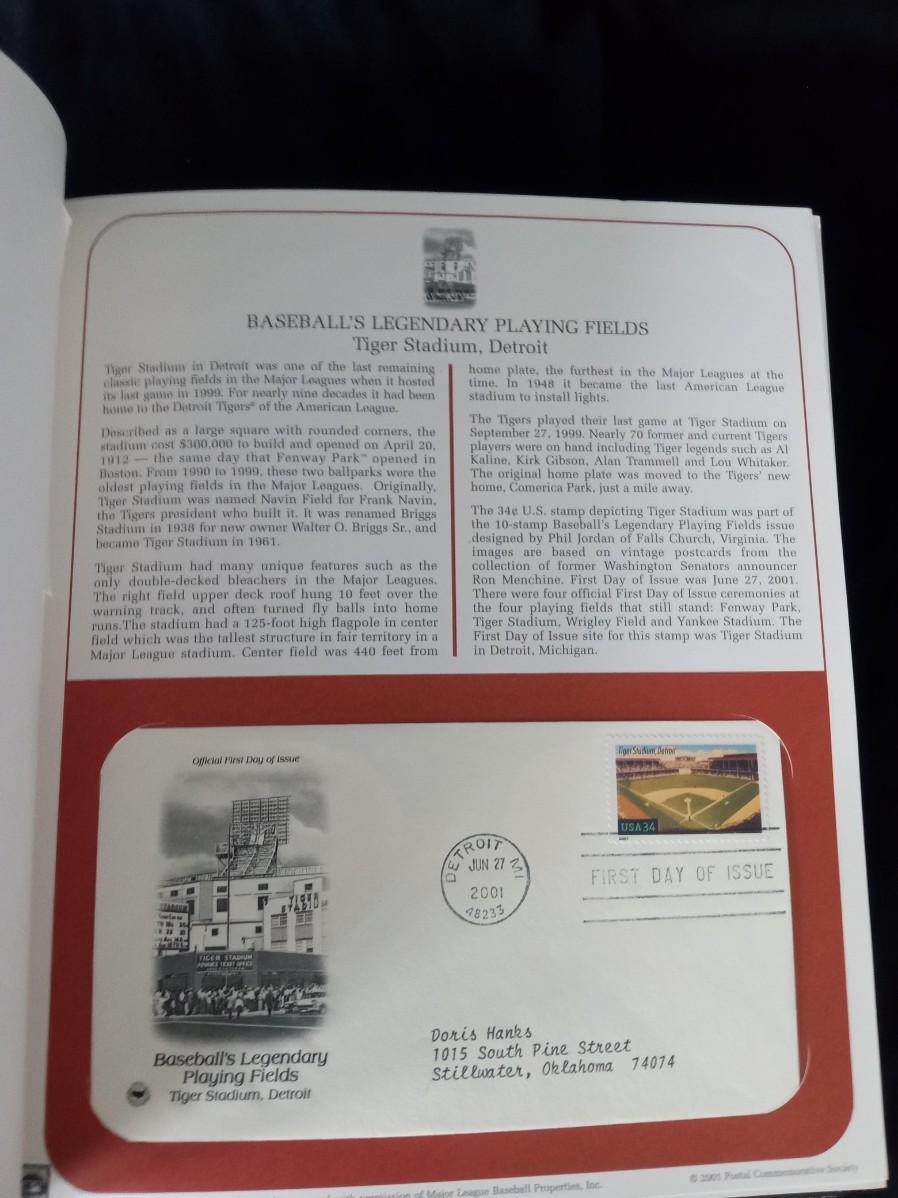 BASEBALL'S LEGENDARY PLAYING FIELDS
Tiger Stadium, Detroit
Tiger Stadium in Detroit was one of the last remaining
classic playing fields in the Major Leagues when it hosted
its last game in 1999. For nearly nine decades it had been
home to the Detroit Tigers® of the American League.
Described as a large square with rounded corners, the
stadium cost $300,000 to build and opened on April 20,
1912 — the same day that Fenway Park™ opened in
Boston. From 1990 to 1999, these two ballparks were the
oldest playing fields in the Major Leagues. Originally,
Tiger Stadium was named Navin Field for Frank Navin,
the Tigers president who built it. It was renamed Briggs
Stadium in 1938 for new owner Walter O. Briggs Sr., and
became Tiger Stadium in 1961.
Tiger Stadium had many unique features such as the
only double-decked bleachers in the Major Leagues.
The right field upper deck roof hung 10 feet over the
warning track, and often turned fly balls into home
runs.The stadium had a 125-foot high flagpole in center
field which was the tallest structure in fair territory in a
Major League stadium. Center field was 440 feet from
home plate, the furthest in the Major Leagues at the
time. In 1948 it became the last American League
stadium to install lights.
The Tigers played their last game at Tiger Stadium on
September 27, 1999. Nearly 70 former and current Tigers
players were on hand including Tiger legends such as Al
Kaline, Kirk Gibson, Alan Trammell and Lou Whitaker.
The original home plate was moved to the Tigers' new
home, Comerica Park, just a mile away.
The 34¢ U.S. stamp depicting Tiger Stadium was part of
the 10-stamp Baseball's Legendary Playing Fields issue
designed by Phil Jordan of Falls Church, Virginia. The
images are based on vintage postcards from the
collection of former Washington Senators announcer
Ron Menchine. First Day of Issue was June 27, 2001.
There were four official First Day of Issue ceremonies at
the four playing fields that still stand: Fenway Park,
Tiger Stadium, Wrigley Field and Yankee Stadium. The
First Day of Issue site for this stamp was Tiger Stadium
in Detroit, Michigan.
Official First Day of Issue
Tiger Stadium, Detroit
USA 34
2001
DETROIT MI
JUN 27
2001
48233
FIRST DAY OF ISSUE
STADIUM
TIGER
STADI
TIGER STADIUM
ADVANCE TICKET OFFICE
Baseball's Legendary
Playing Fields
Tiger Stadium, Detroit
Doris Hanks
1015 South Pine Street
Stillwater, Oklahoma 74074
permission of Major League Baseball Properties, Inc.
© 2001 Postal Commemorative Society